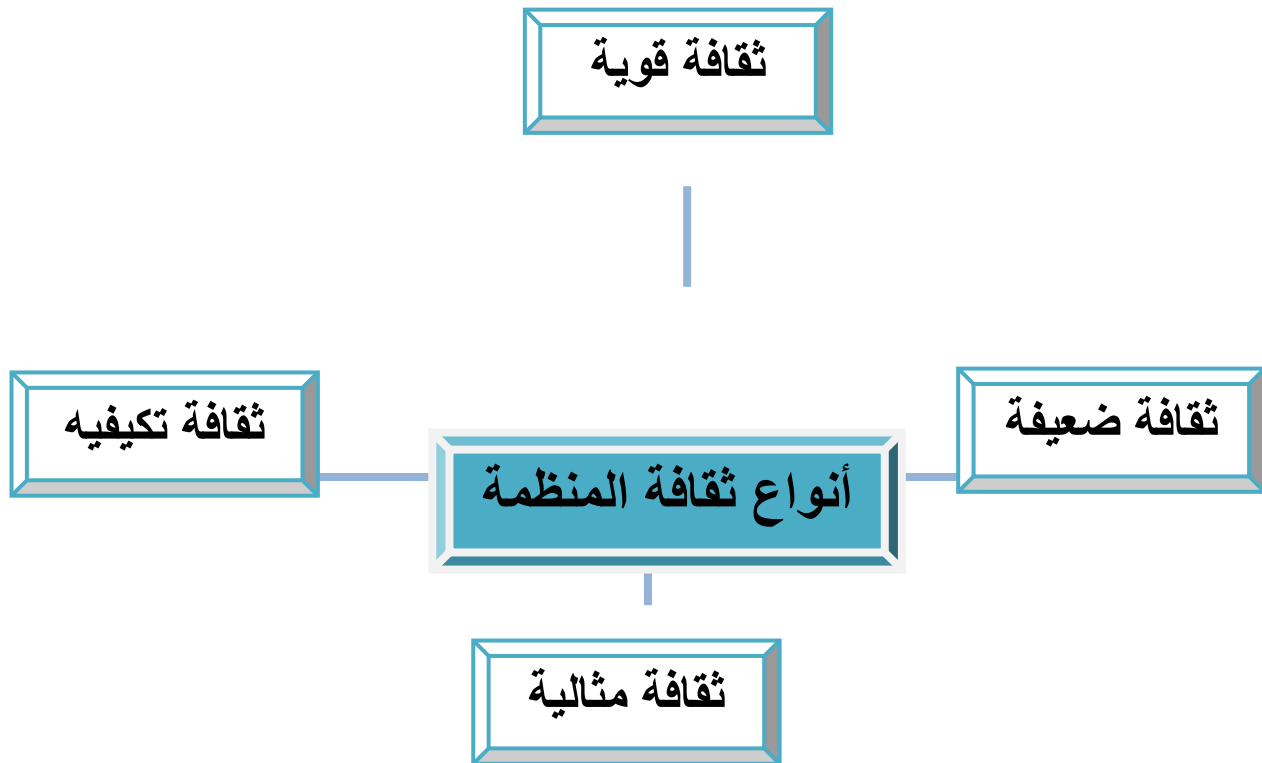 ثقافة قوية
ثقافة ضعيفة
ثقافة تكيفيه
أنواع ثقافة المنظمة
ثقافة مثالية